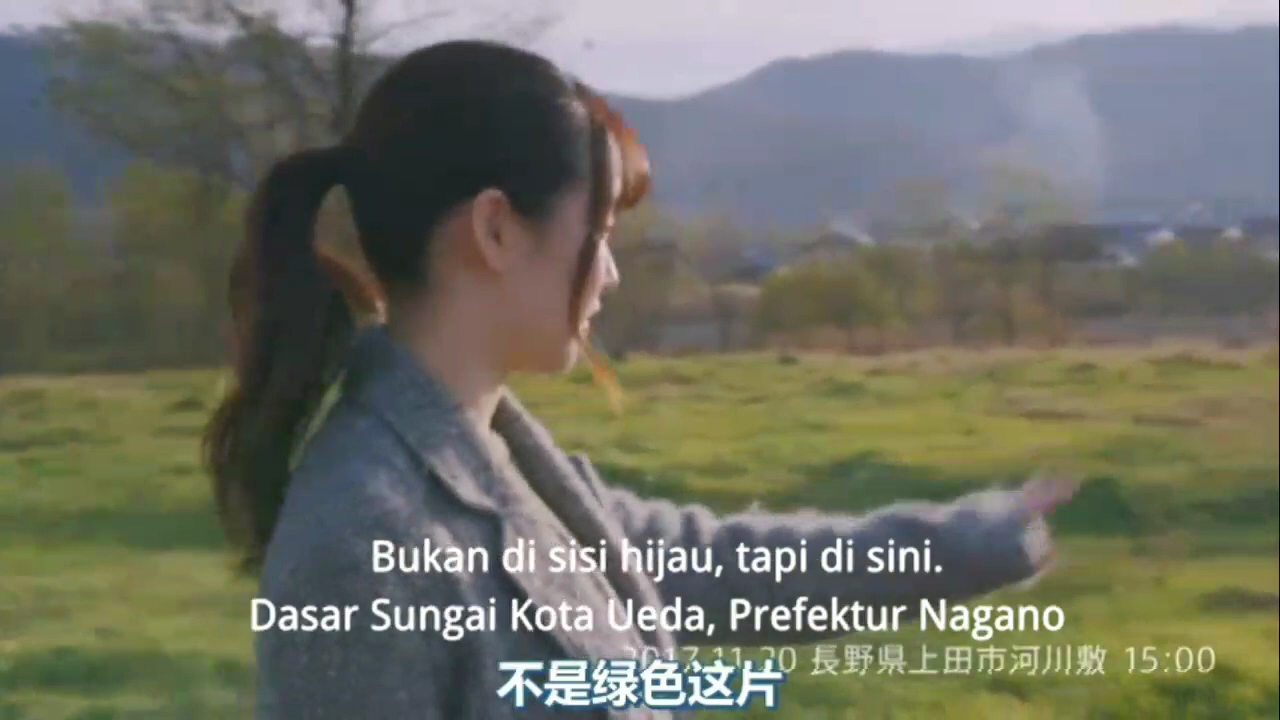 Bukan di sisi hijau, tapi di sini.
Dasar Sungai Kota Ueda, Prefektur Nagano
2017.11.20 長野県上田市河川敷 15:00
不是绿色这片